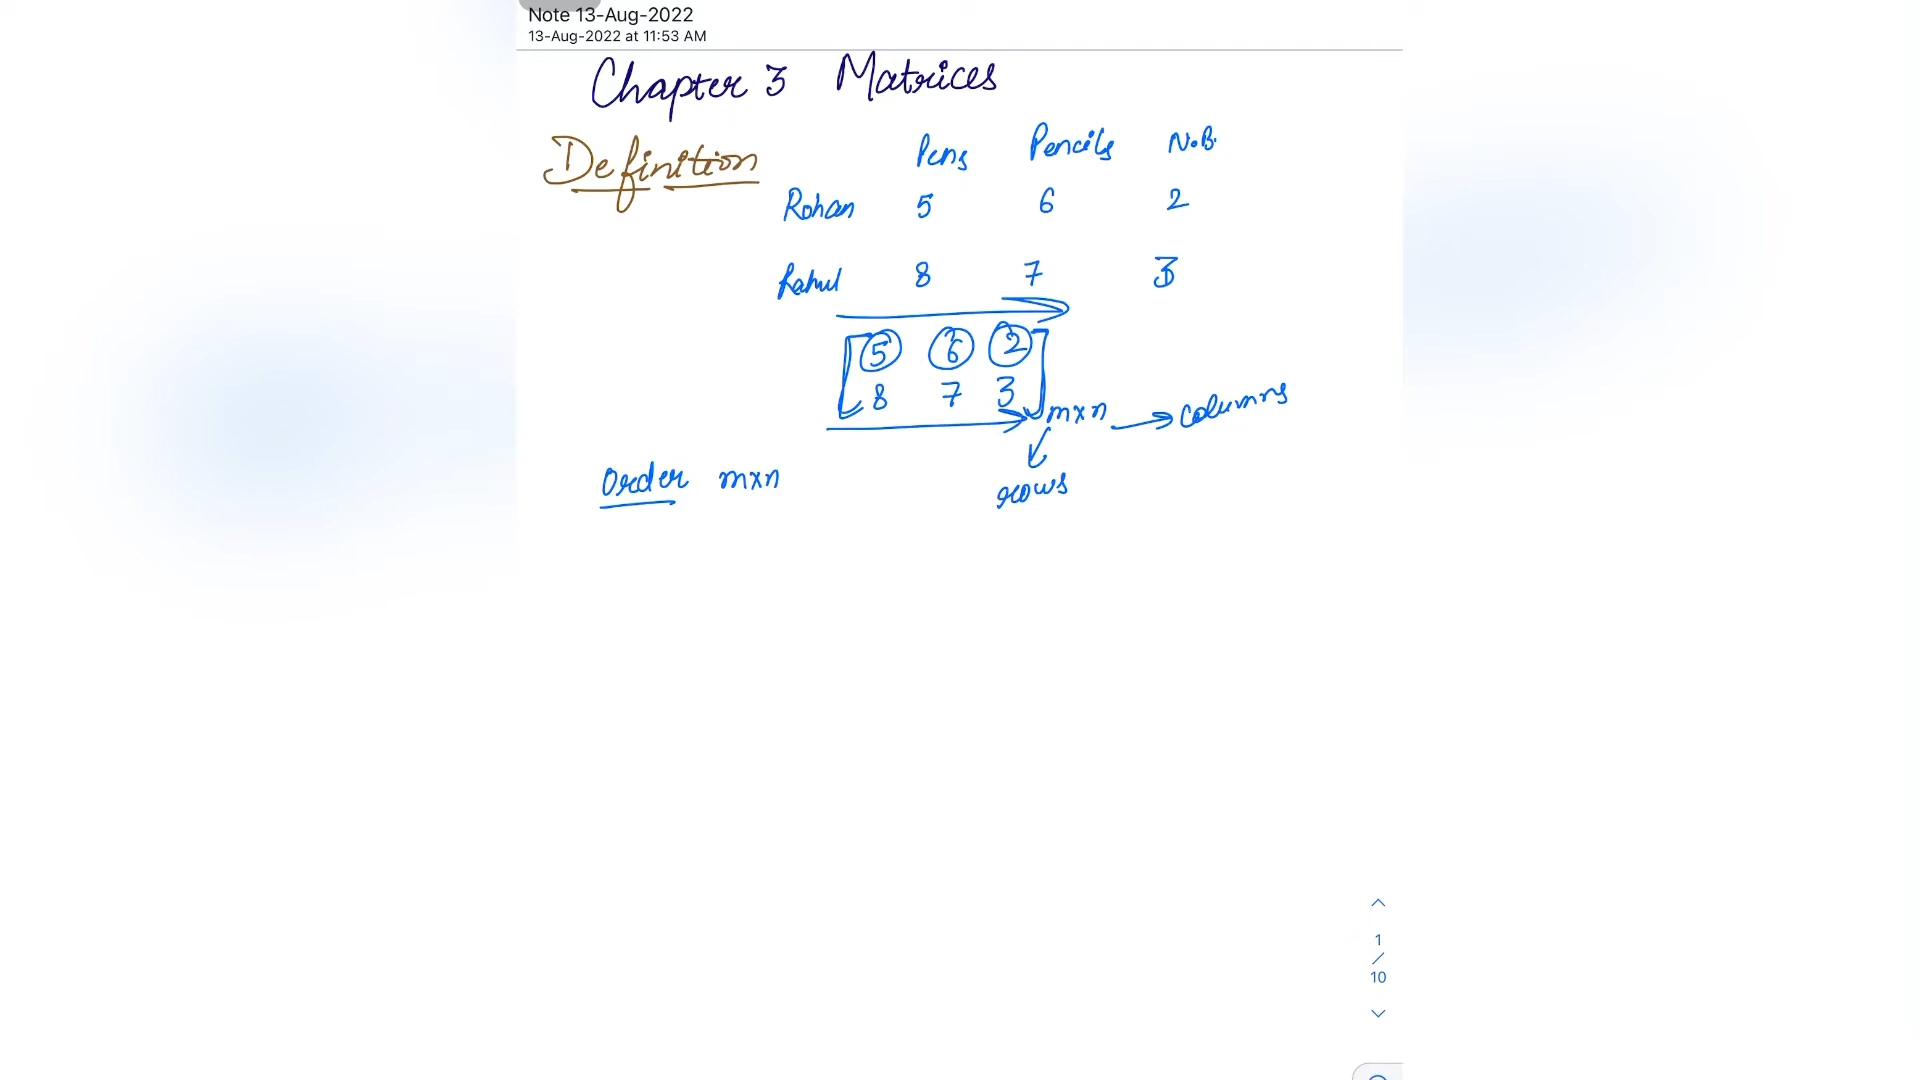 Note 13-Aug-2022
13-Aug-2022 at 11:53 AM
Chapter 3 Matrices
Definition
Pens Pencils N.B.
Rohan 5 6 2
Rahul 8 7 3
5 6 2
8 7 3
m×n → columns
Order m×n
rows
1
/
10